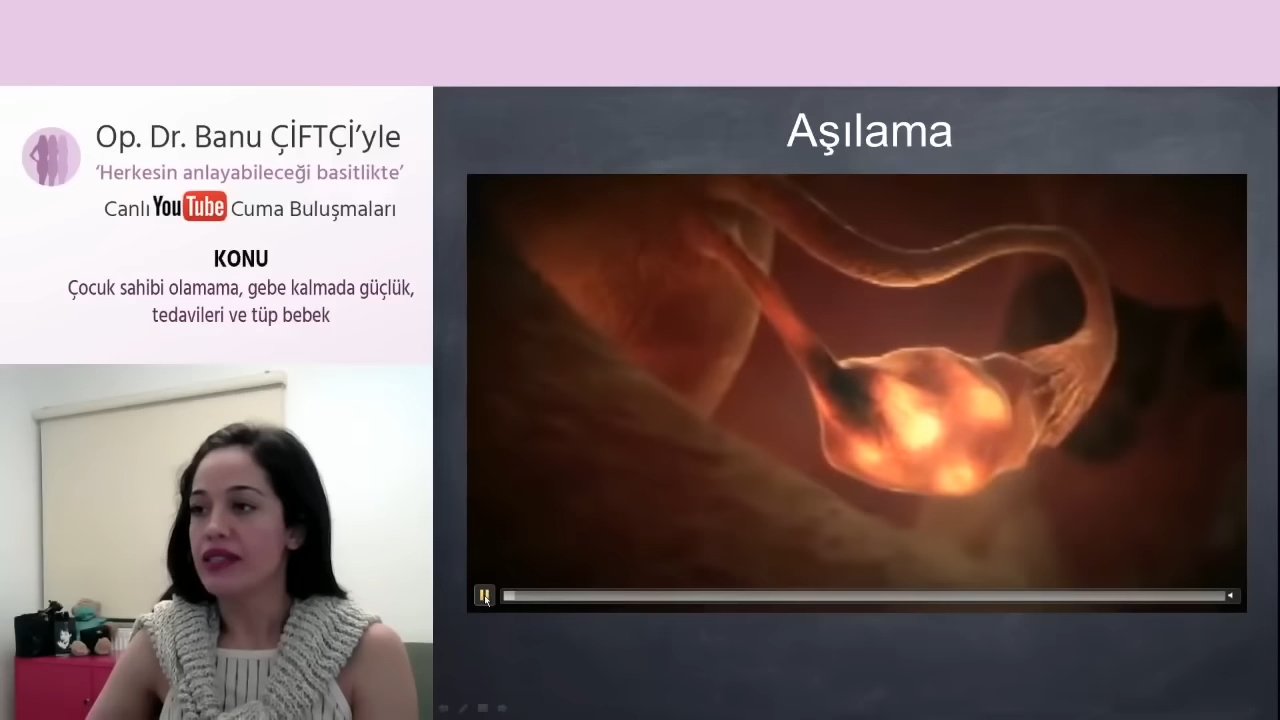 Op. Dr. Banu ÇİFTÇİ'yle
'Herkesin anlayabileceği basitlikte'
Canlı YouTube Cuma Buluşmaları
KONU
Çocuk sahibi olamama, gebe kalmada güçlük,
tedavileri ve tüp bebek
Aşılama